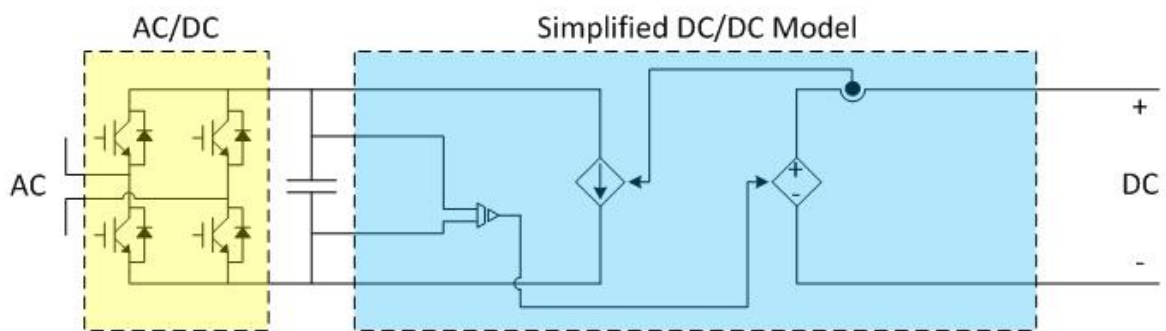 AC/DC
Simplified DC/DC Model
AC
+
DC
-
+
-